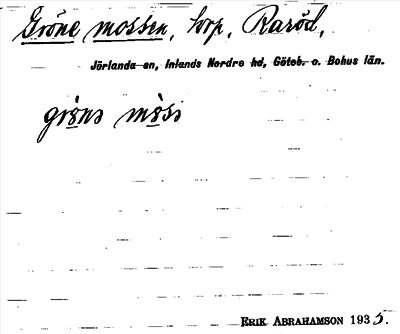 Gröne mossen, torp, Raröd,
Jörlanda sn, Inlands Nordre hd, Göteb. o. Bohus län.
ERIK ABRAHAMSON 1935.